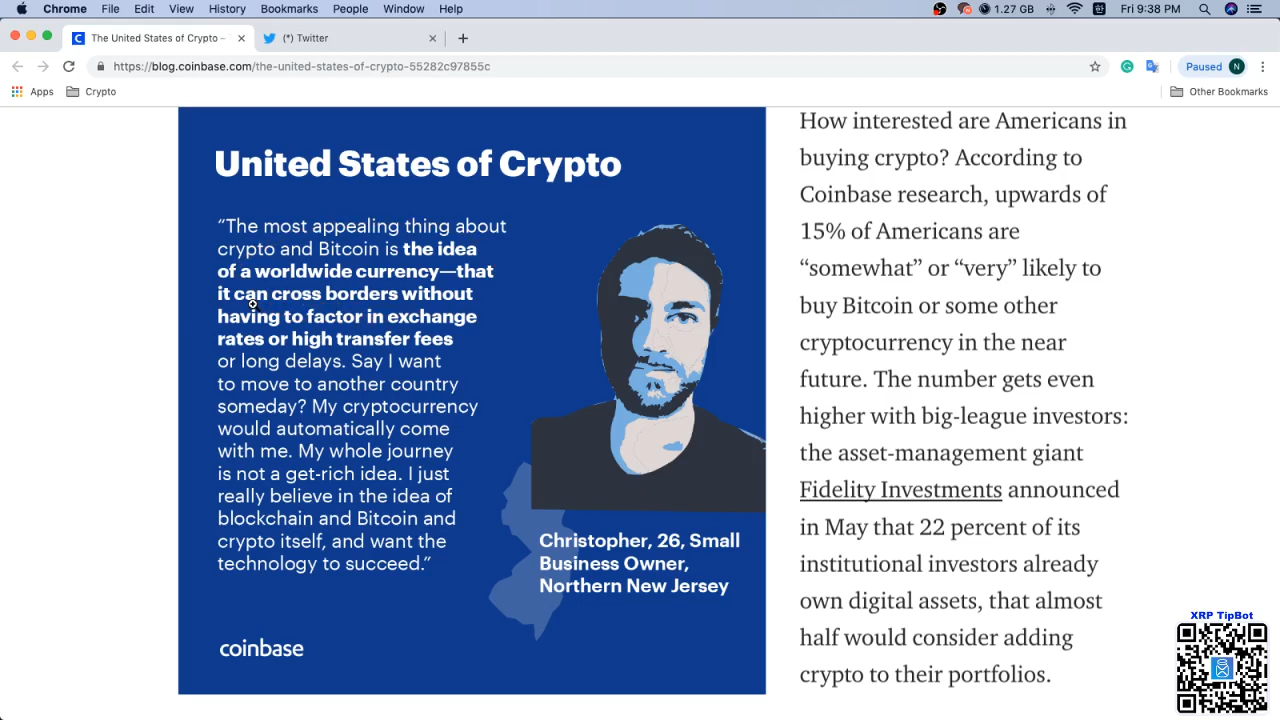 Chrome File Edit View History Bookmarks People Window Help 1.27 GB Fri 9:38 PM
The United States of Crypto – (*) Twitter
https://blog.coinbase.com/the-united-states-of-crypto-55282c97855c Paused N
Apps Crypto Other Bookmarks
United States of Crypto
“The most appealing thing about
crypto and Bitcoin is the idea
of a worldwide currency—that
it can cross borders without
having to factor in exchange
rates or high transfer fees
or long delays. Say I want
to move to another country
someday? My cryptocurrency
would automatically come
with me. My whole journey
is not a get-rich idea. I just
really believe in the idea of
blockchain and Bitcoin and
crypto itself, and want the
technology to succeed.”
Christopher, 26, Small
Business Owner,
Northern New Jersey
coinbase
How interested are Americans in
buying crypto? According to
Coinbase research, upwards of
15% of Americans are
“somewhat” or “very” likely to
buy Bitcoin or some other
cryptocurrency in the near
future. The number gets even
higher with big-league investors:
the asset-management giant
Fidelity Investments announced
in May that 22 percent of its
institutional investors already
own digital assets, that almost
half would consider adding
crypto to their portfolios.
XRP TipBot